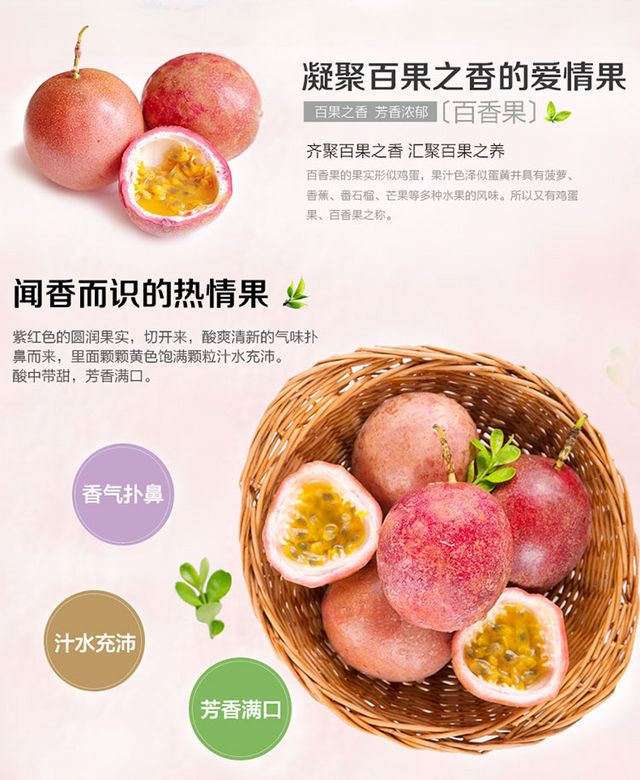 凝聚百果之香的爱情果
百果之香 芳香浓郁 〔百香果〕
齐聚百果之香 汇聚百果之养
百香果的果实形似鸡蛋，果汁色泽似蛋黄并具有菠萝、
香蕉、番石榴、芒果等多种水果的风味。所以又有鸡蛋
果、百香果之称。
闻香而识的热情果
紫红色的圆润果实，切开来，酸爽清新的气味扑
鼻而来，里面颗颗黄色饱满颗粒汁水充沛。
酸中带甜，芳香满口。
香气扑鼻
汁水充沛
芳香满口